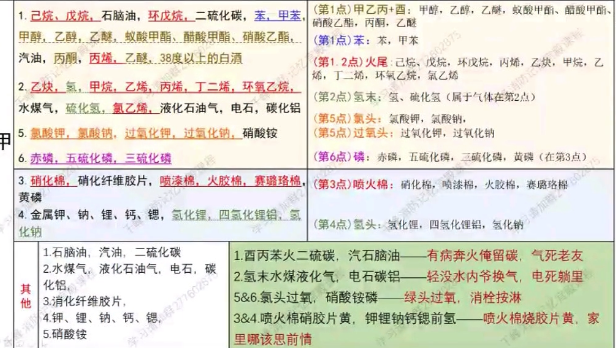 甲
1. 己烷、戊烷，石脑油，环戊烷，二硫化碳，苯，甲苯，
甲醇，乙醇，乙醚，蚁酸甲酯、醋酸甲酯、硝酸乙酯，
汽油，丙酮，丙烯，乙醚，38度以上的白酒
2. 乙炔，氢，甲烷，乙烯，丙烯，丁二烯，环氧乙烷，
水煤气，硫化氢，氯乙烯，液化石油气，电石，碳化铝
5. 氯酸钾，氯酸钠，过氧化钾，过氧化钠，硝酸铵
6. 赤磷，五硫化磷，三硫化磷
3. 硝化棉，硝化纤维胶片，喷漆棉，火胶棉，赛璐珞棉，
黄磷
4. 金属钾、钠、锂、钙、锶，氢化锂，四氢化锂铝，氢
化钠
（第1点）甲乙丙+酉：甲醇，乙醇，乙醚，蚁酸甲酯、醋酸甲酯、
硝酸乙酯，丙酮，乙醚
（第1点）苯：苯，甲苯
（第1.2点）火尾：己烷、戊烷，环戊烷，丙烯，乙炔，甲烷，乙
烯，丁二烯，环氧乙烷，氯乙烯
（第2点）氢末：氢、硫化氢（属于气体在第2点）
（第5点）氯头：氯酸钾，氯酸钠，
（第5点）过氧头：过氧化钾，过氧化钠
（第6点）磷：赤磷，五硫化磷，三硫化磷，黄磷（在第3点）
（第3点）喷火棉：硝化棉，喷漆棉，火胶棉，赛璐珞棉
（第4点）氢头：氢化锂，四氢化锂铝，氢化钠
其
他
1.石脑油，汽油，二硫化碳
2.水煤气，液化石油气，电石，碳
化铝，
3.消化纤维胶片，
4.钾、锂、钠、钙、锶、
5.硝酸铵
1.酉丙苯火二硫碳，汽石脑油——有病奔火俺留碳，气死老友
2.氢末水煤液化气，电石碳铝——轻没水内爷换气，电死躺里
5&6.氯头过氧，硝酸铵磷——绿头过氧，消栓按淋
3&4.喷火棉硝胶片黄，钾锂钠钙锶前氢——喷火棉烧胶片黄，家
里哪该思前情